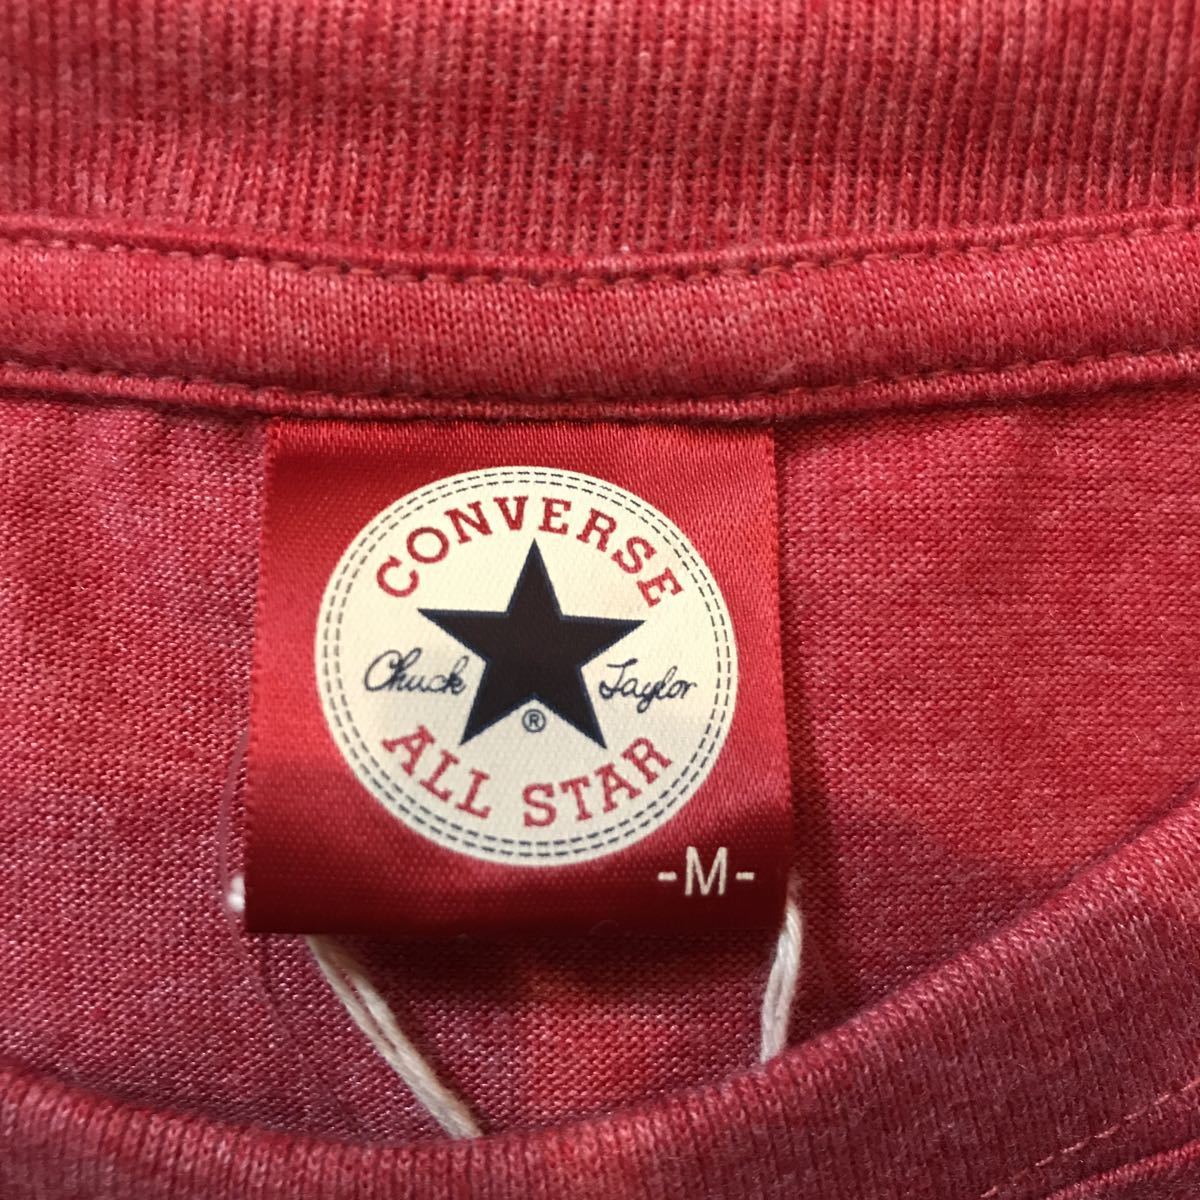 CONVERSE
Chuck Taylor
®
ALL STAR
-M-